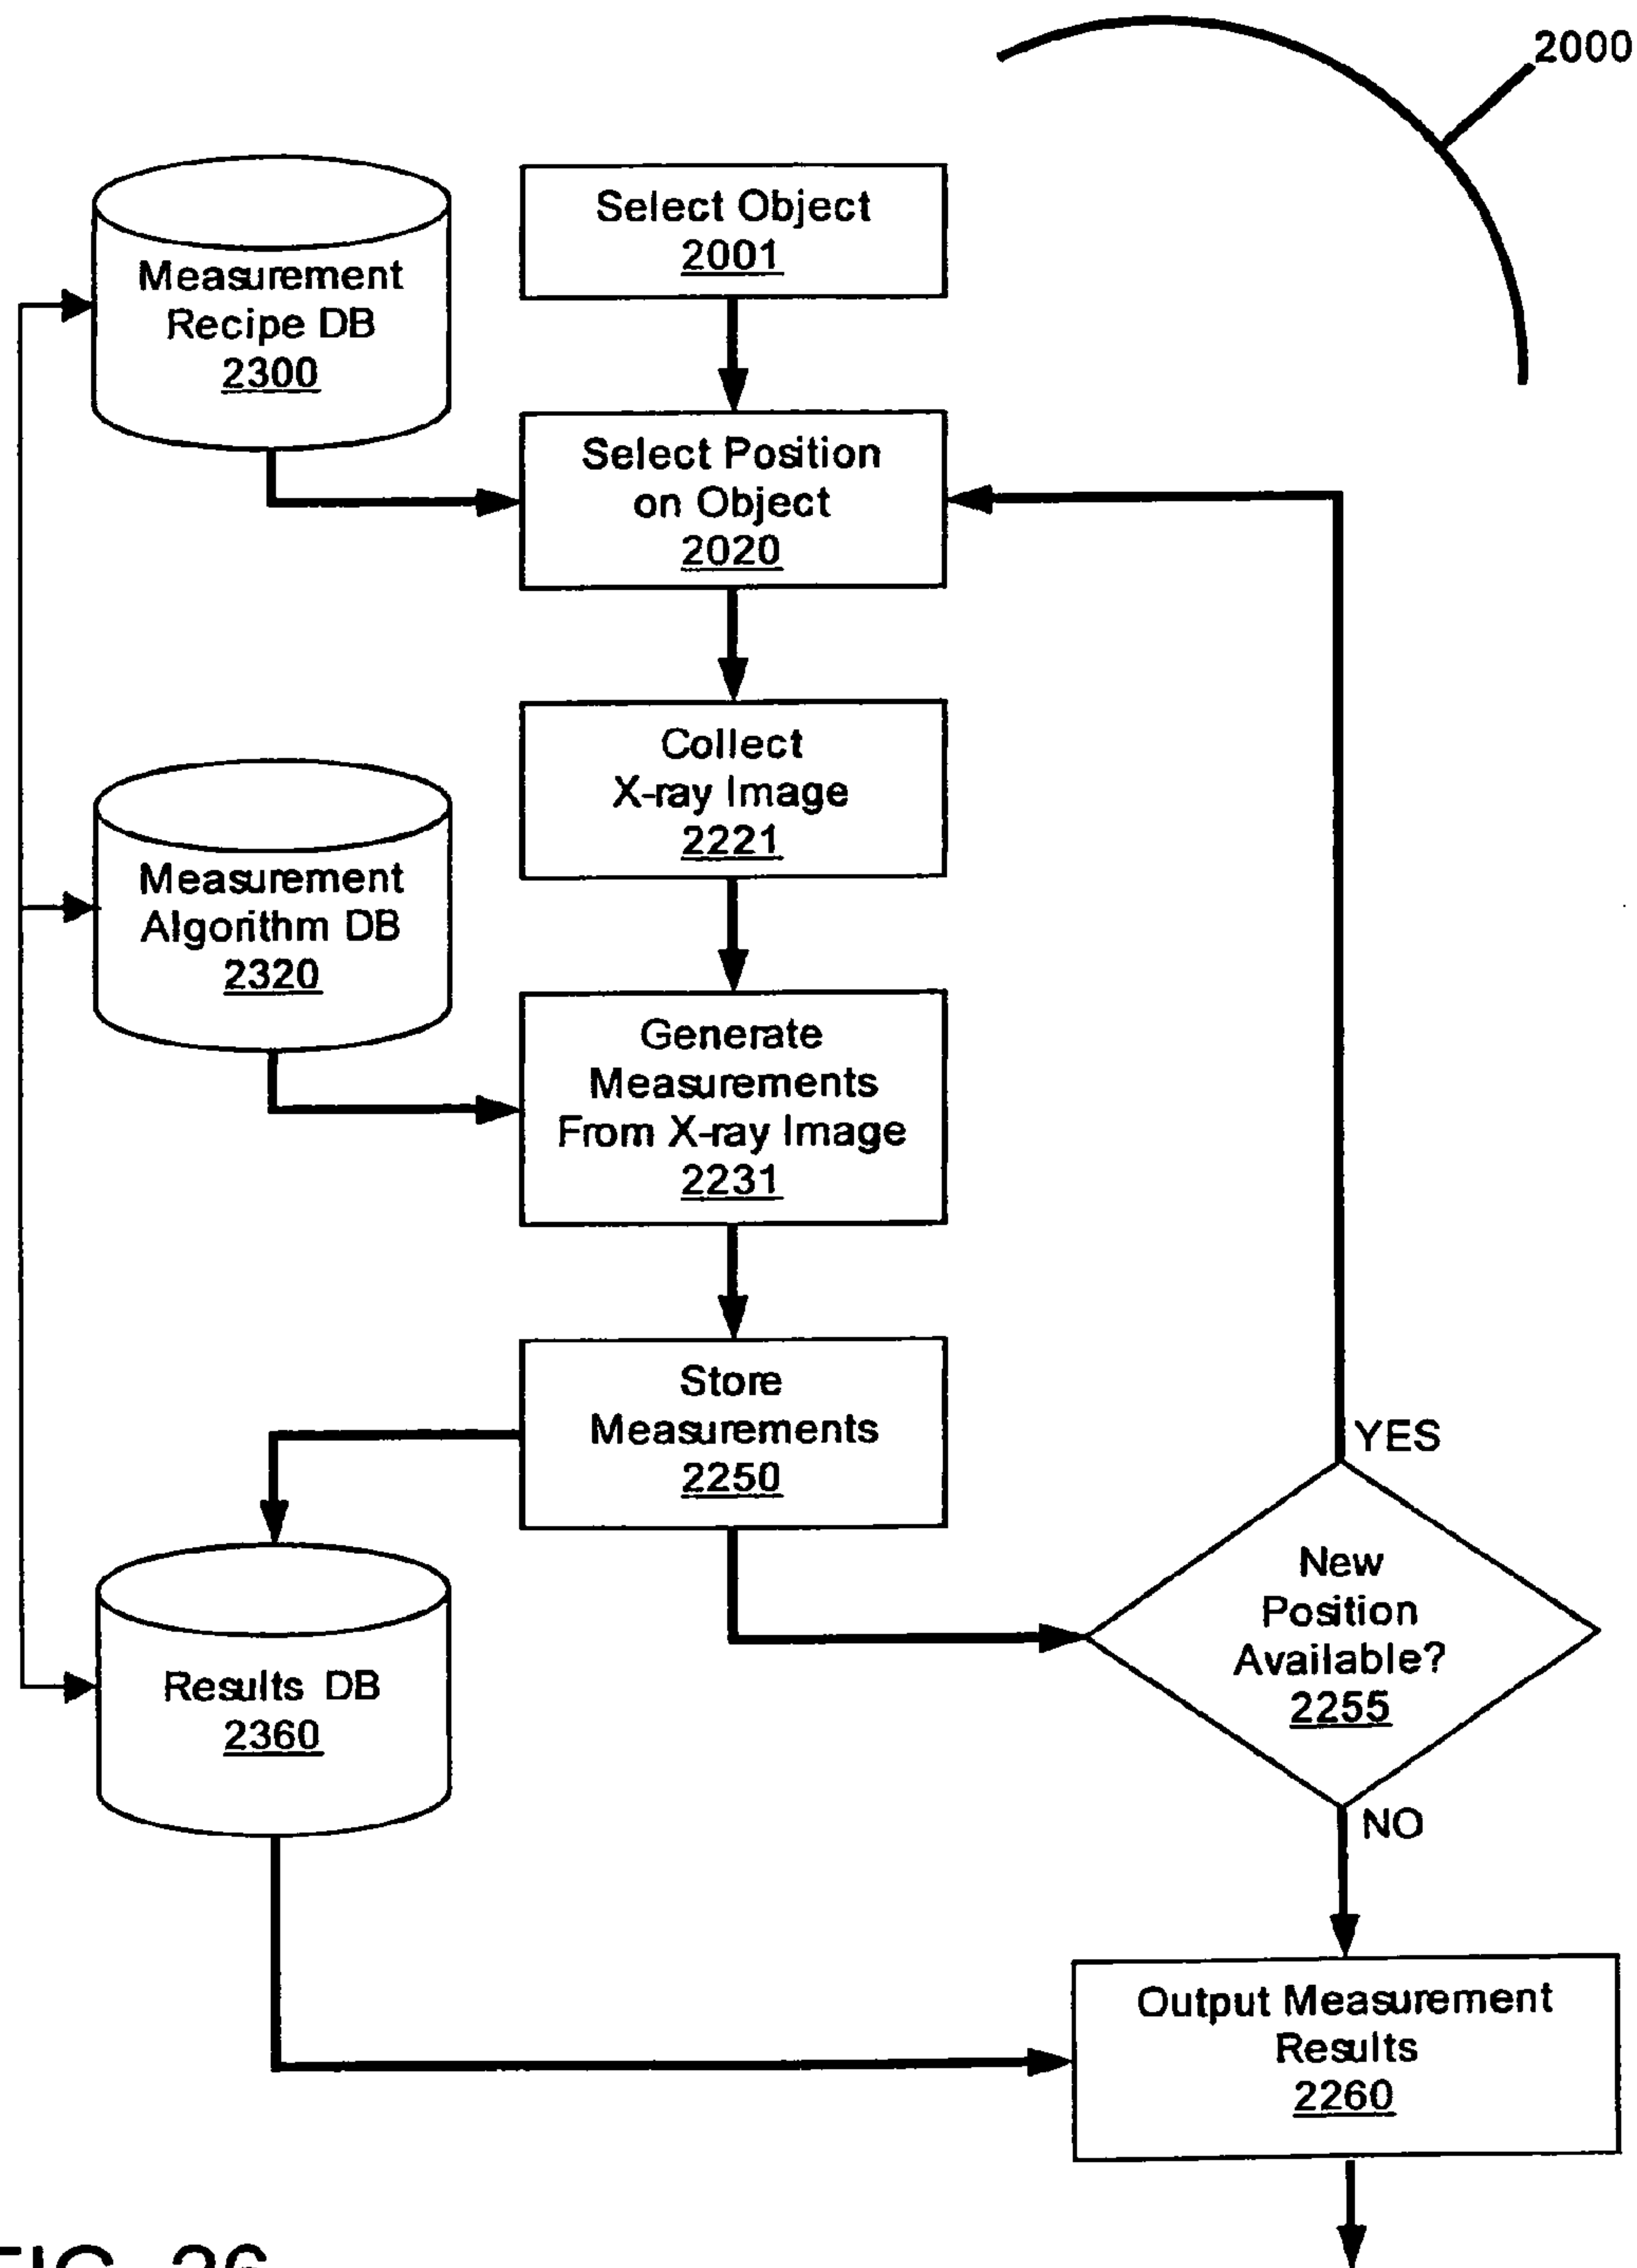 2000
Select Object
2001
Measurement
Recipe DB
2300
Select Position
on Object
2020
Collect
X-ray Image
2221
Measurement
Algorithm DB
2320
Generate
Measurements
From X-ray Image
2231
Store
Measurements
2250
YES
New
Position
Available?
2255
Results DB
2360
NO
Output Measurement
Results
2260
FIG. 26